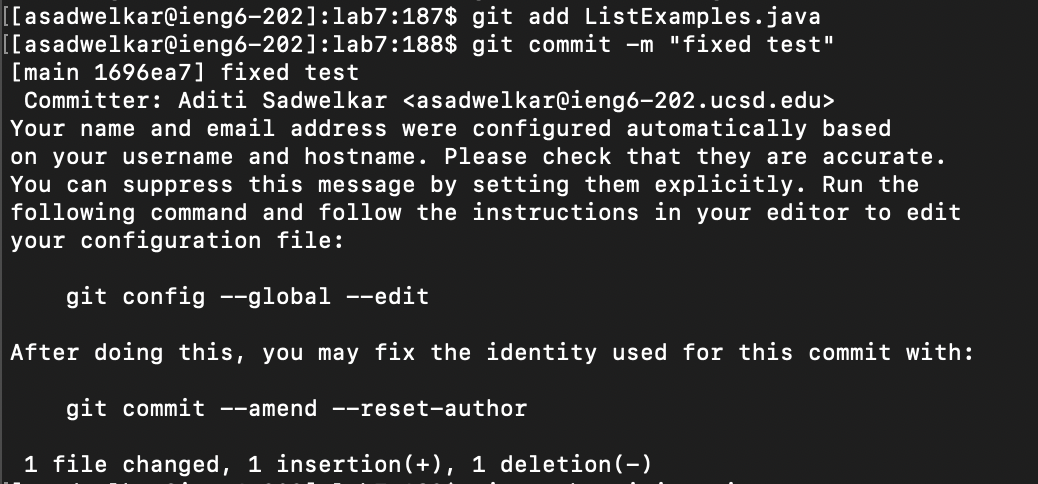 [[asadwelkar@ieng6-202]:lab7:187$ git add ListExamples.java
[[asadwelkar@ieng6-202]:lab7:188$ git commit -m "fixed test"
[main 1696ea7] fixed test
 Committer: Aditi Sadwelkar <asadwelkar@ieng6-202.ucsd.edu>
Your name and email address were configured automatically based
on your username and hostname. Please check that they are accurate.
You can suppress this message by setting them explicitly. Run the
following command and follow the instructions in your editor to edit
your configuration file:

    git config --global --edit

After doing this, you may fix the identity used for this commit with:

    git commit --amend --reset-author

 1 file changed, 1 insertion(+), 1 deletion(-)